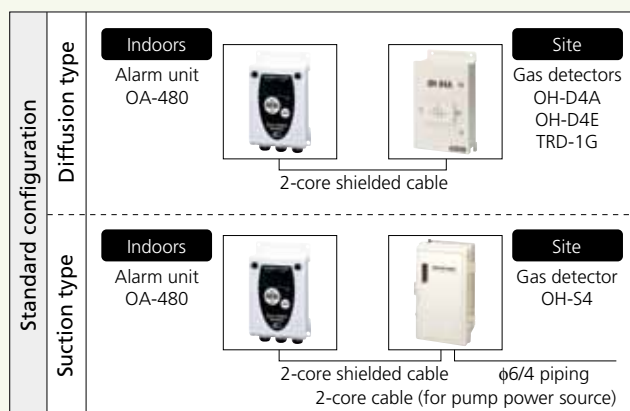 Standard configuration
Diffusion type
Indoors
Alarm unit
OA-480
Site
Gas detectors
OH-D4A
OH-D4E
TRD-1G
2-core shielded cable
Suction type
Indoors
Alarm unit
OA-480
Site
Gas detector
OH-S4
2-core shielded cable
φ6/4 piping
2-core cable (for pump power source)